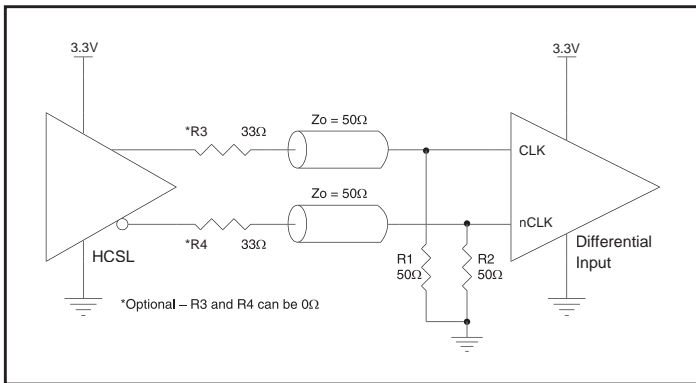 3.3V
3.3V
*R3 33Ω
Zo = 50Ω
CLK
Zo = 50Ω
*R4 33Ω
nCLK
HCSL
R1
50Ω
R2
50Ω
Differential
Input
*Optional – R3 and R4 can be 0Ω